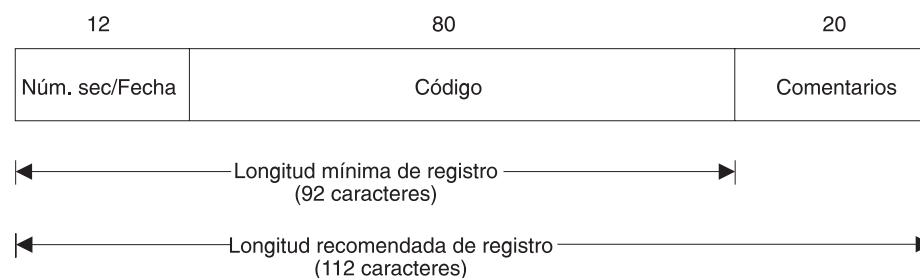 12 80 20
Núm. sec/Fecha Código Comentarios
Longitud mínima de registro
(92 caracteres)
Longitud recomendada de registro
(112 caracteres)